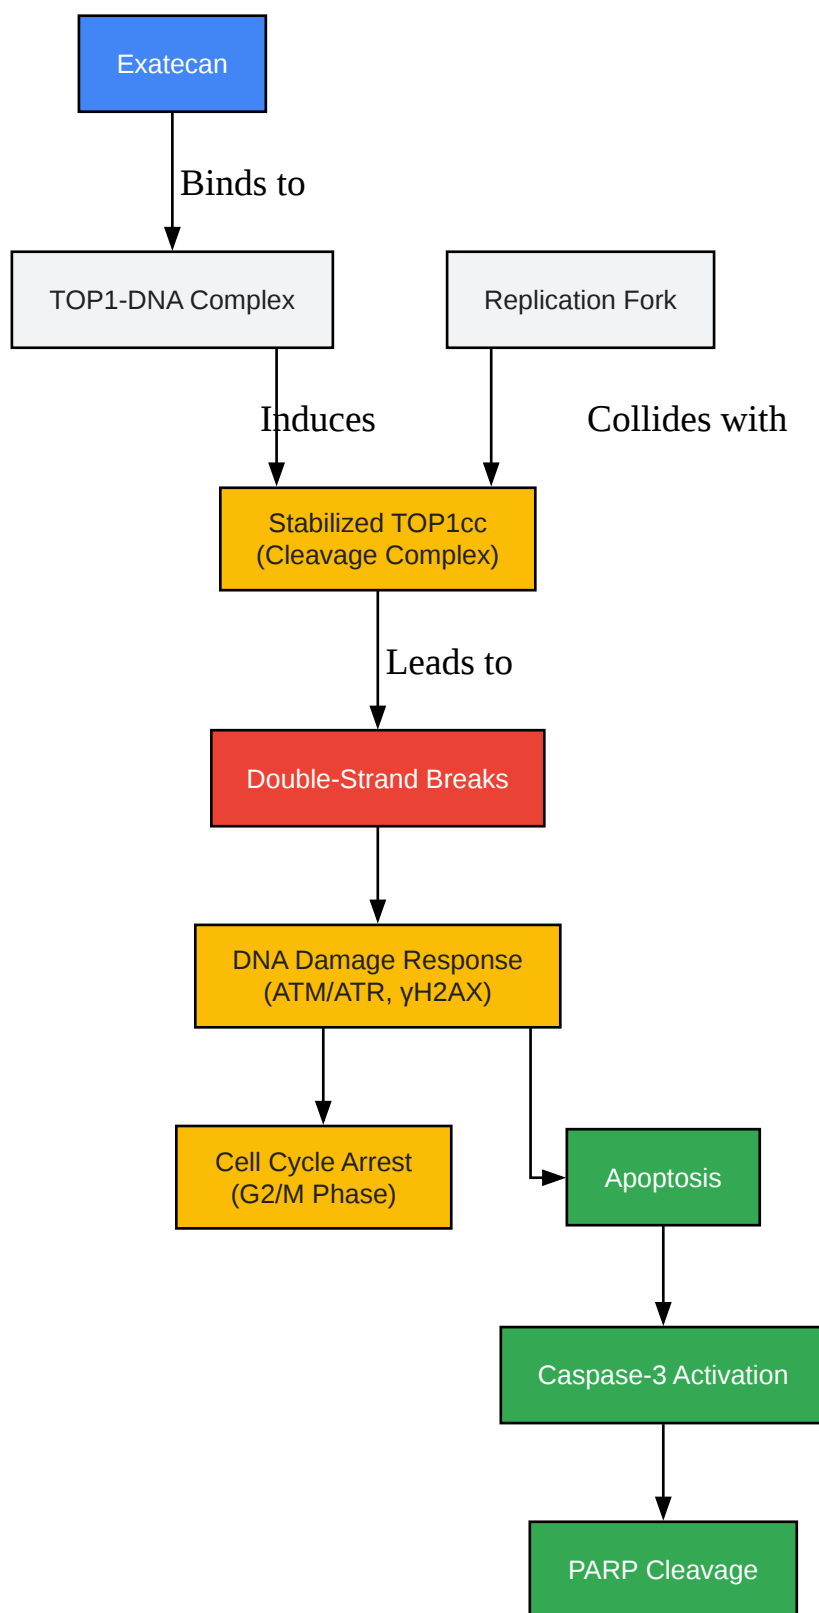 Exatecan
Binds to
TOP1-DNA Complex
Replication Fork
Induces
Collides with
Stabilized TOP1cc
(Cleavage Complex)
Leads to
Double-Strand Breaks
DNA Damage Response
(ATM/ATR, γH2AX)
Cell Cycle Arrest
(G2/M Phase)
Apoptosis
Caspase-3 Activation
PARP Cleavage